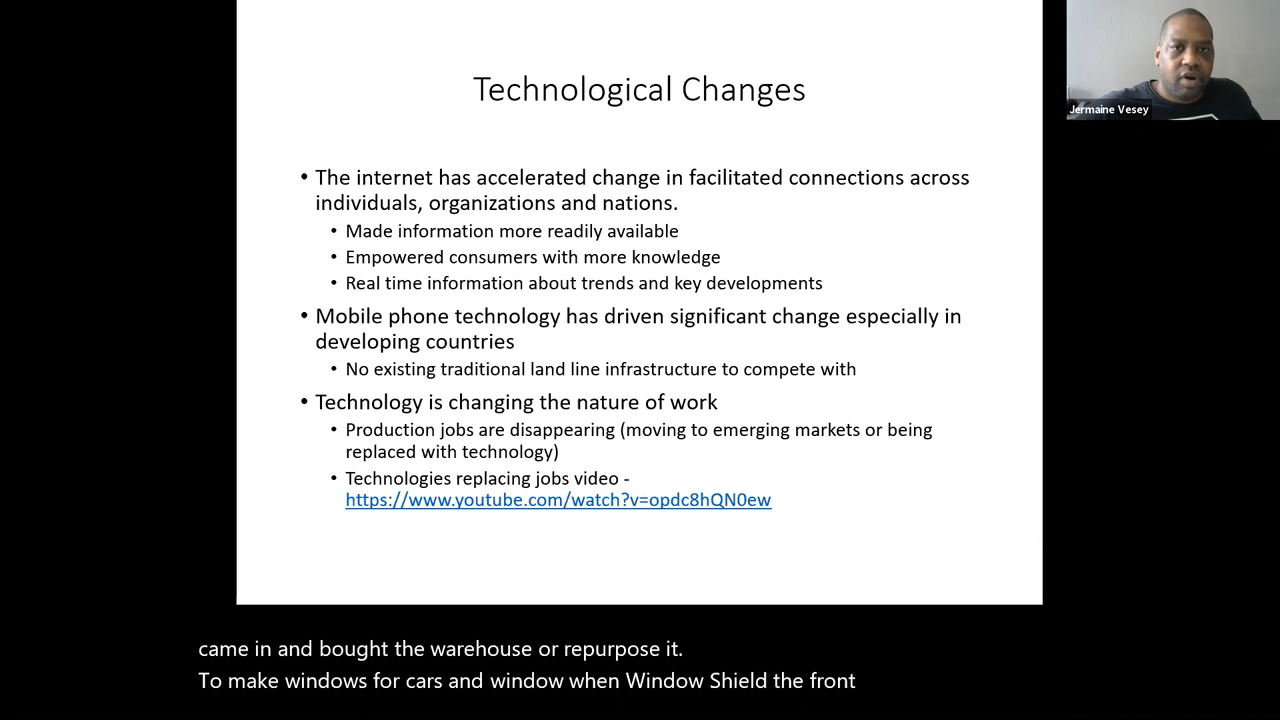 Technological Changes
Jermaine Vesey
• The internet has accelerated change in facilitated connections across
individuals, organizations and nations.
• Made information more readily available
• Empowered consumers with more knowledge
• Real time information about trends and key developments
• Mobile phone technology has driven significant change especially in
developing countries
• No existing traditional land line infrastructure to compete with
• Technology is changing the nature of work
• Production jobs are disappearing (moving to emerging markets or being
replaced with technology)
• Technologies replacing jobs video -
https://www.youtube.com/watch?v=opdc8hQN0ew
came in and bought the warehouse or repurpose it.
To make windows for cars and window when Window Shield the front